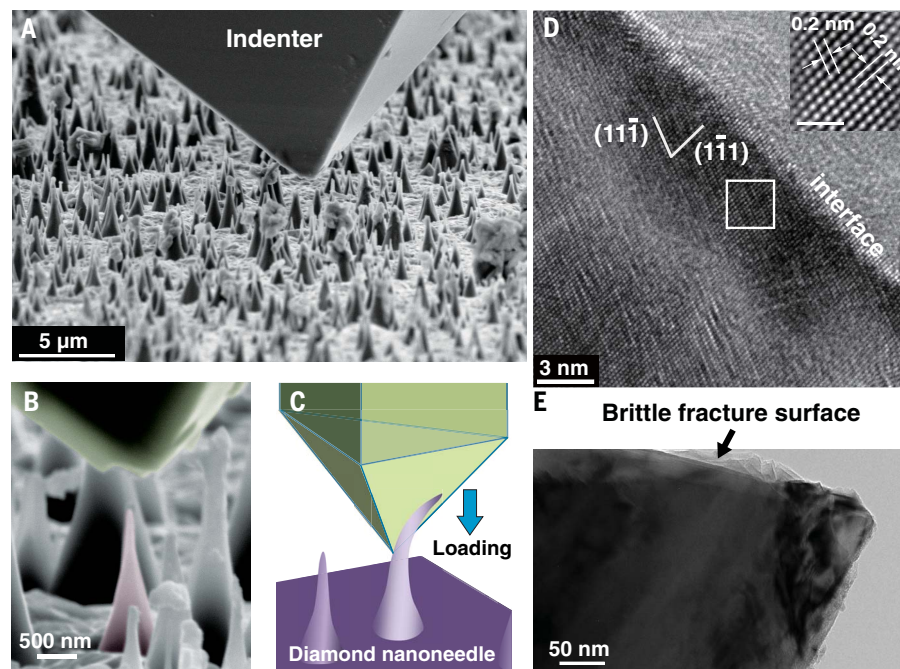 A
Indenter
5 µm
B
500 nm
C
Loading
Diamond nanoneedle
D
0.2 nm
0.2 nm
(111̄)
(11̄1)
interface
3 nm
E
Brittle fracture surface
50 nm